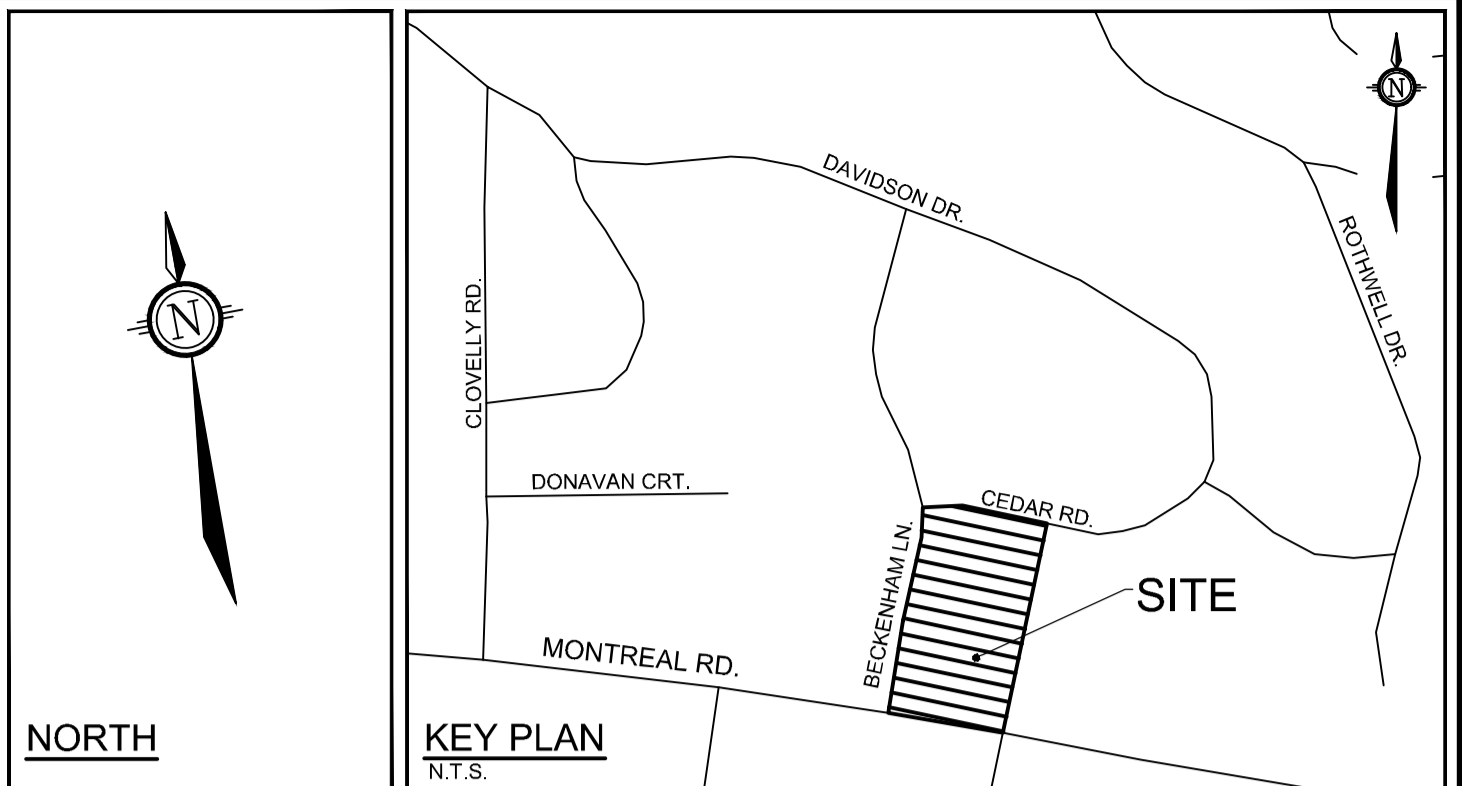 N
NORTH
N
DAVIDSON DR.
ROTHWELL DR.
CLOVELLY RD.
DONAVAN CRT.
CEDAR RD.
BECKENHAM LN.
SITE
MONTREAL RD.
KEY PLAN
N.T.S.